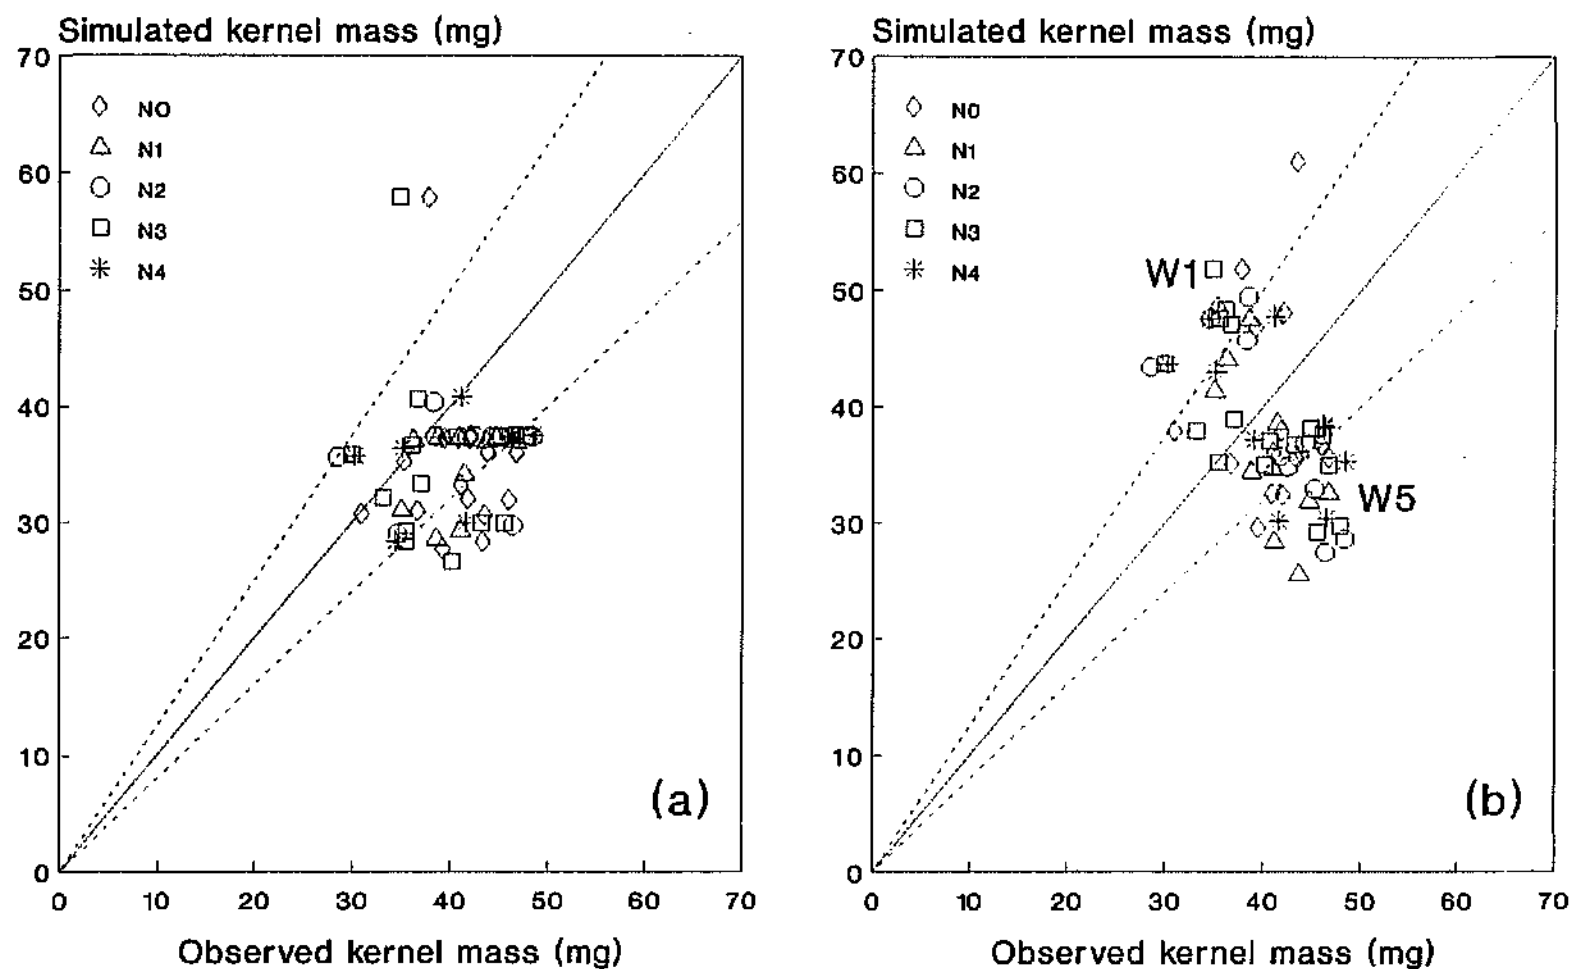 Simulated kernel mass (mg)
70
60
50
40
30
20
10
0
N0
N1
N2
N3
N4
(a)
0 10 20 30 40 50 60 70
Observed kernel mass (mg)
Simulated kernel mass (mg)
70
60
50
40
30
20
10
0
N0
N1
N2
N3
N4
W1
W5
(b)
0 10 20 30 40 50 60 70
Observed kernel mass (mg)